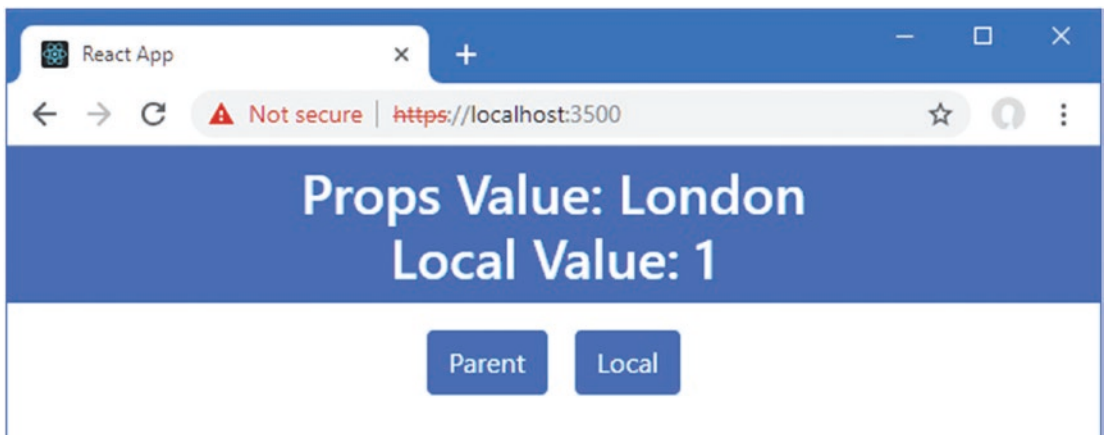 React App
Not secure | https://localhost:3500
Props Value: London
Local Value: 1
Parent Local